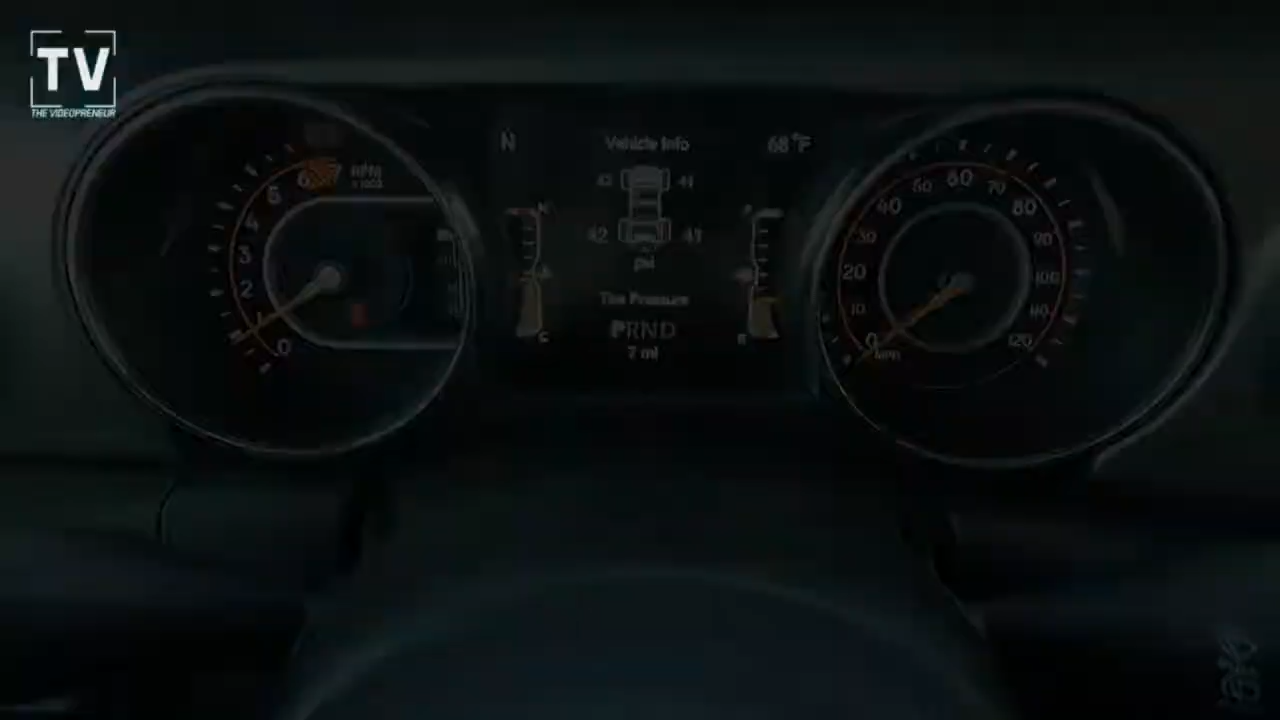 TV
THE VIDEOPRENEUR
N
Vehicle Info
68°F
42 41
42 41
psi
Tire Pressure
PRND
7 mi
H
C
F
E
RPM
x1000
0
1
2
3
4
5
6
7
0
10
20
30
40
50
60
70
80
90
100
110
120
MPH